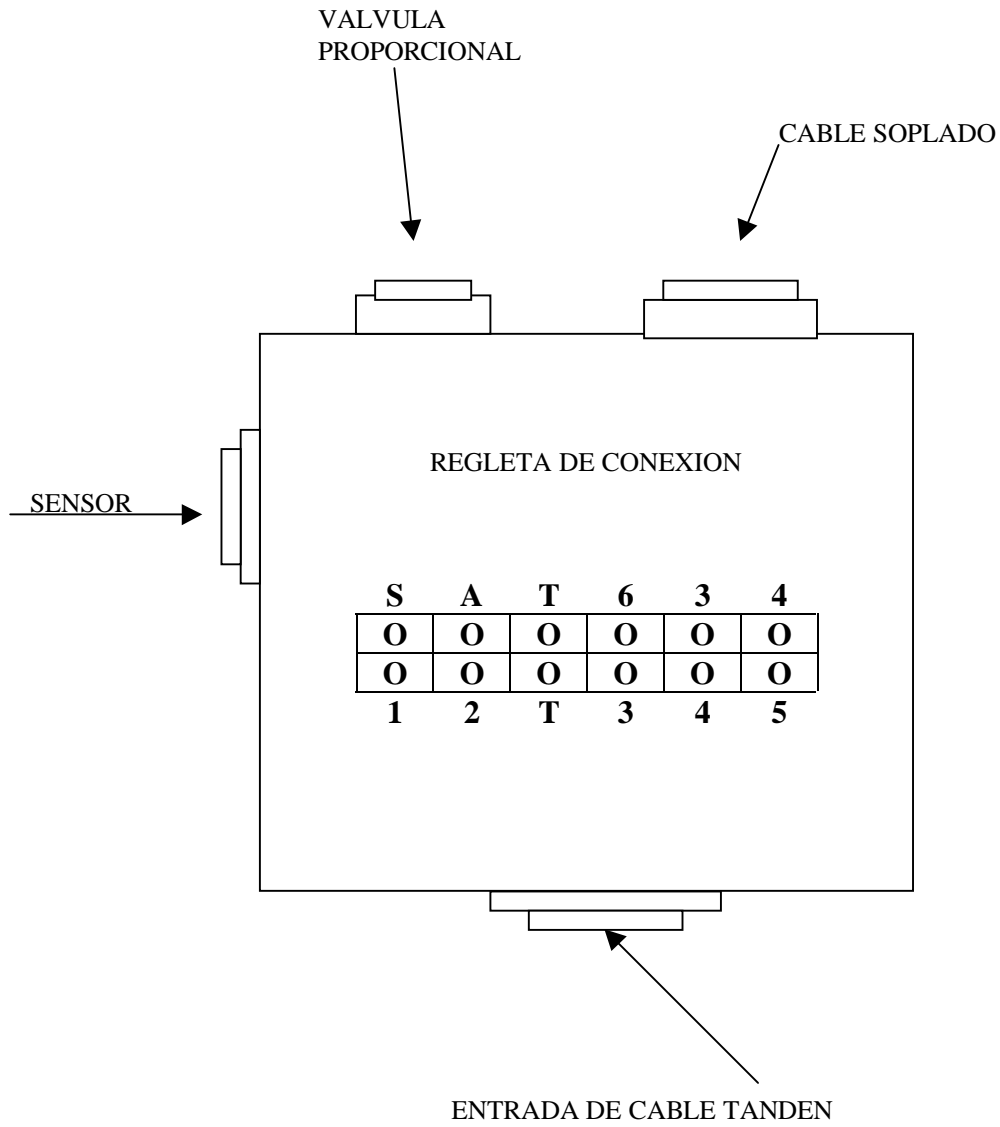 VALVULA
PROPORCIONAL
CABLE SOPLADO
REGLETA DE CONEXION
SENSOR
S A T 6 3 4
O O O O O O
O O O O O O
1 2 T 3 4 5
ENTRADA DE CABLE TANDEN